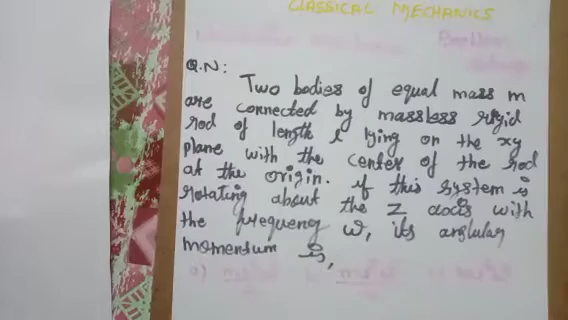 CLASSICAL MECHANICS
Q.N:
Two bodies of equal mass m
are connected by massless rigid
rod of length l lying on the xy
plane with the center of the rod
at the origin. If this system is
rotating about the z axis with
the frequency ω, its anglular
momentum is,